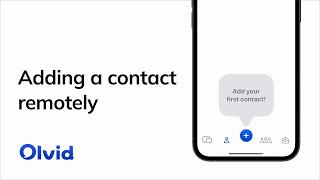 Adding a contact
remotely
Olvid
Add your
first contact!